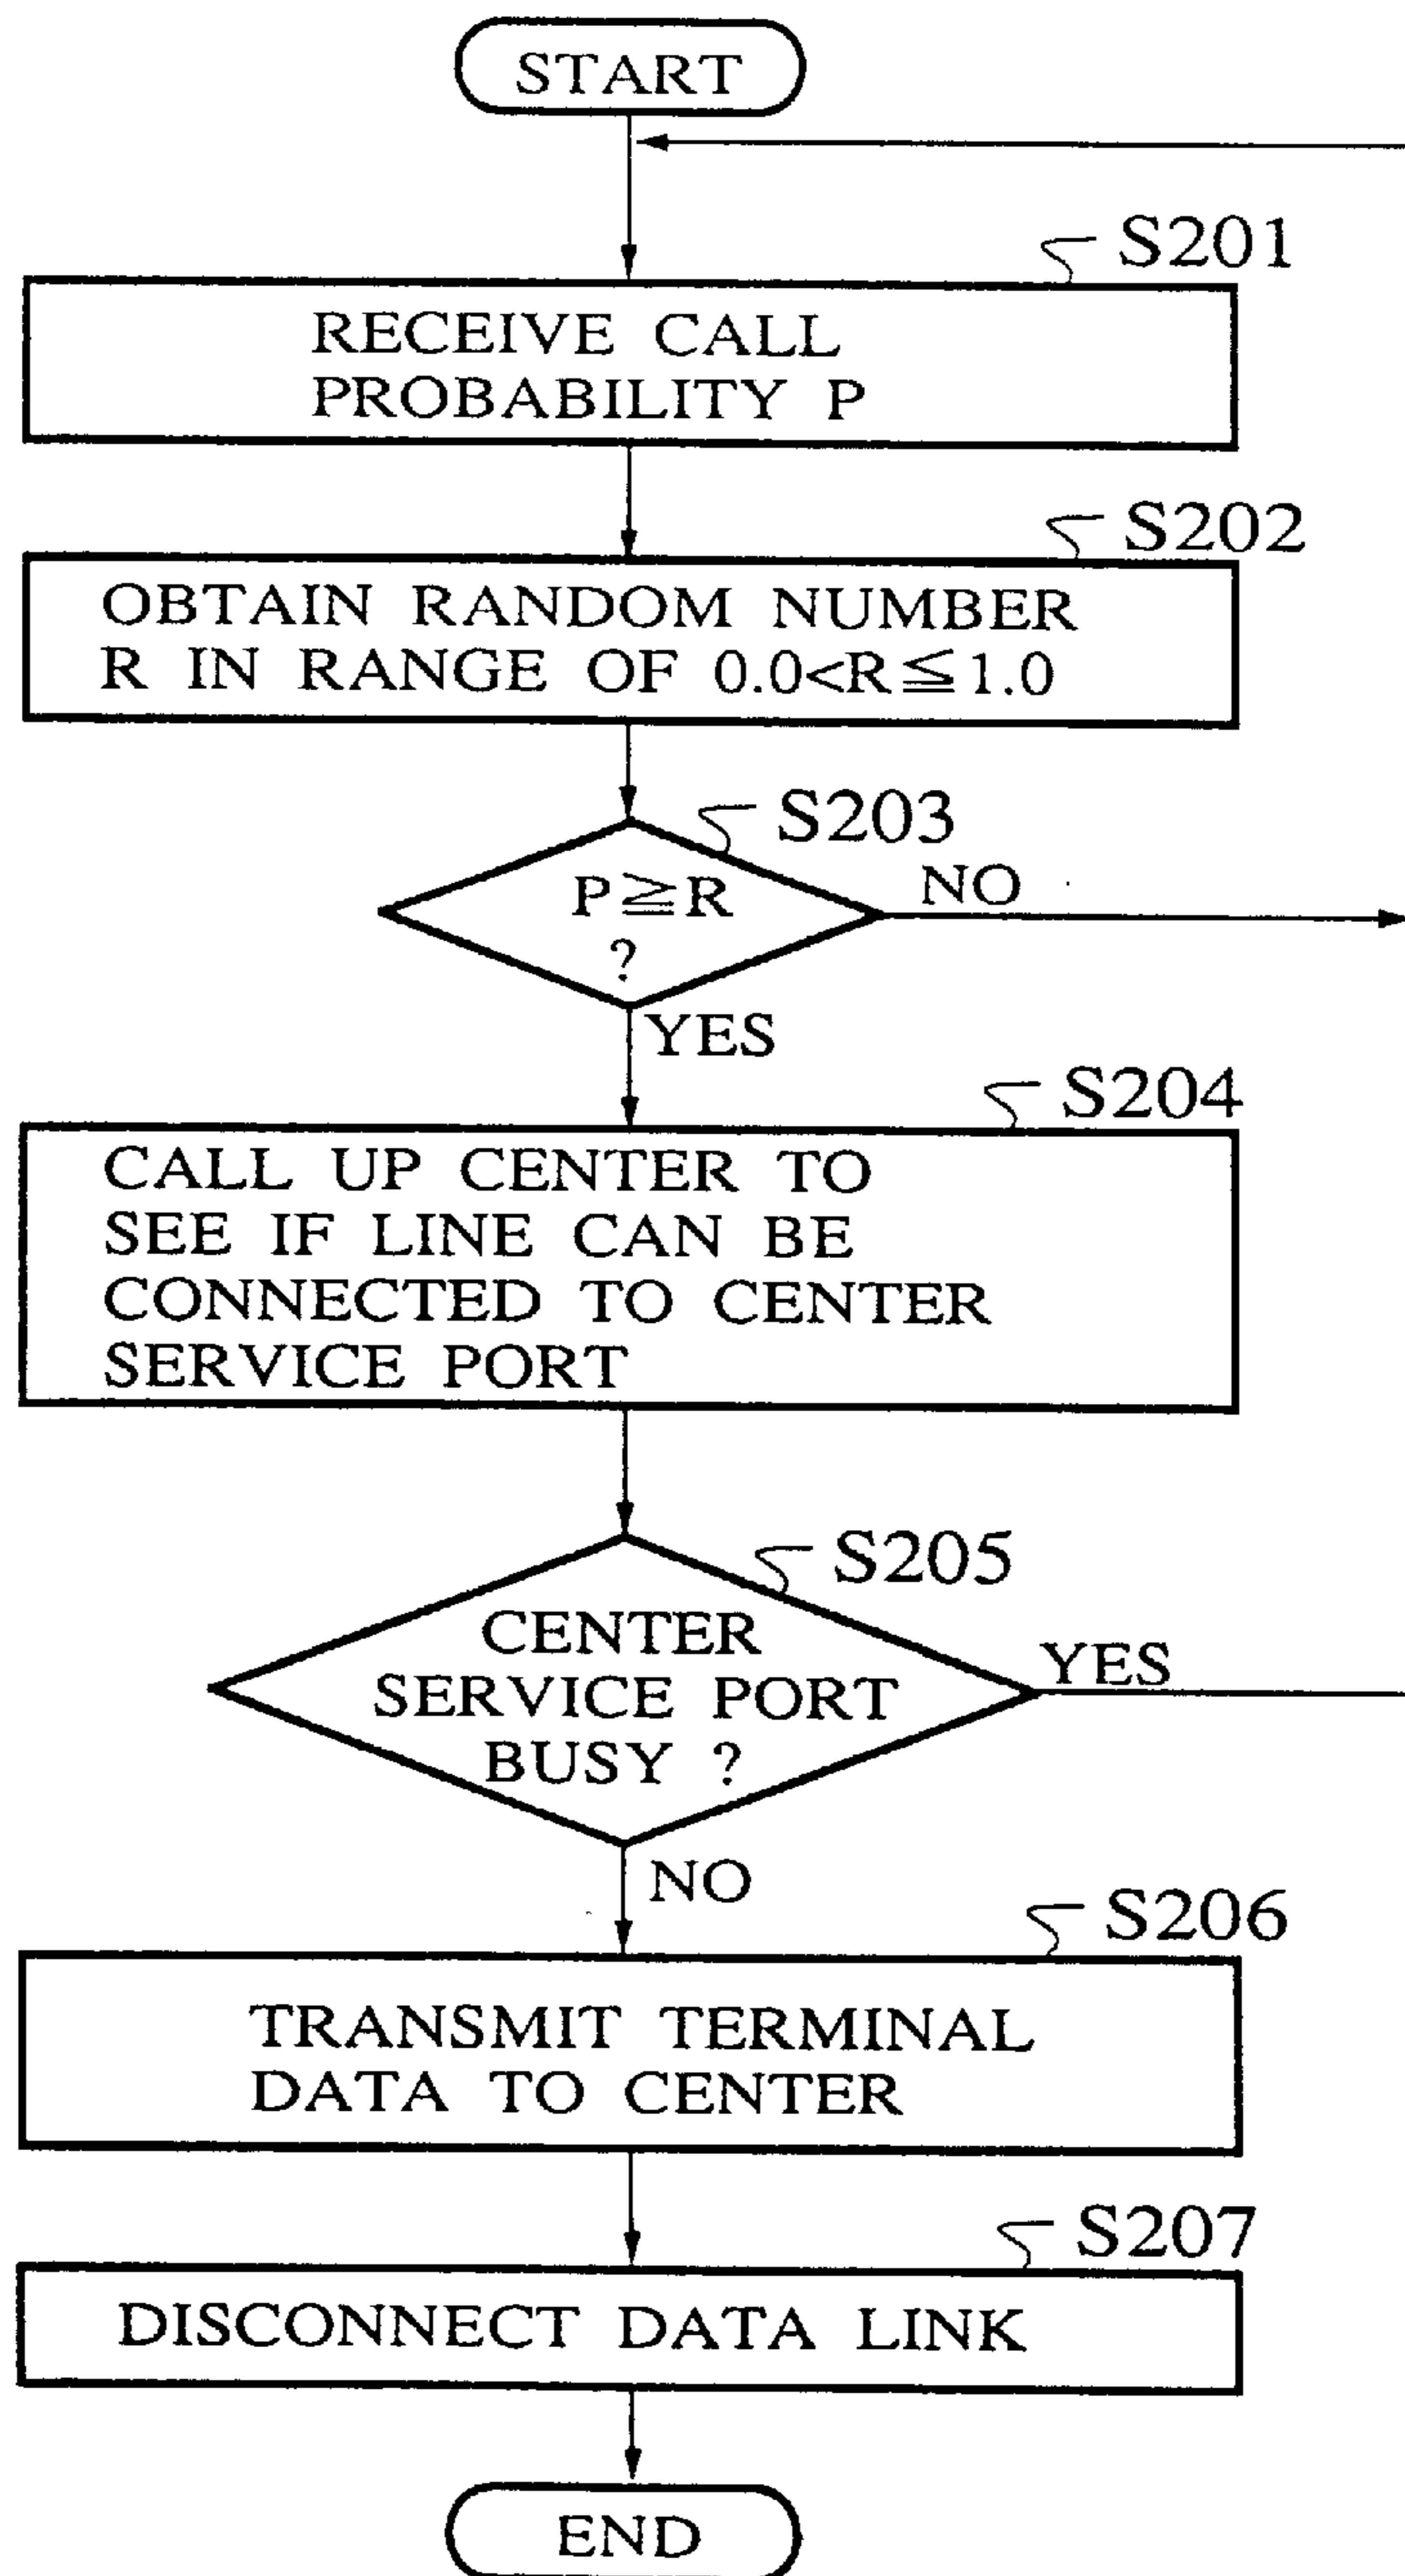 START
S201
RECEIVE CALL
PROBABILITY P
S202
OBTAIN RANDOM NUMBER
R IN RANGE OF 0.0<R≦1.0
S203
P≧R
?
NO
YES
S204
CALL UP CENTER TO
SEE IF LINE CAN BE
CONNECTED TO CENTER
SERVICE PORT
S205
CENTER
SERVICE PORT
BUSY ?
YES
NO
S206
TRANSMIT TERMINAL
DATA TO CENTER
S207
DISCONNECT DATA LINK
END